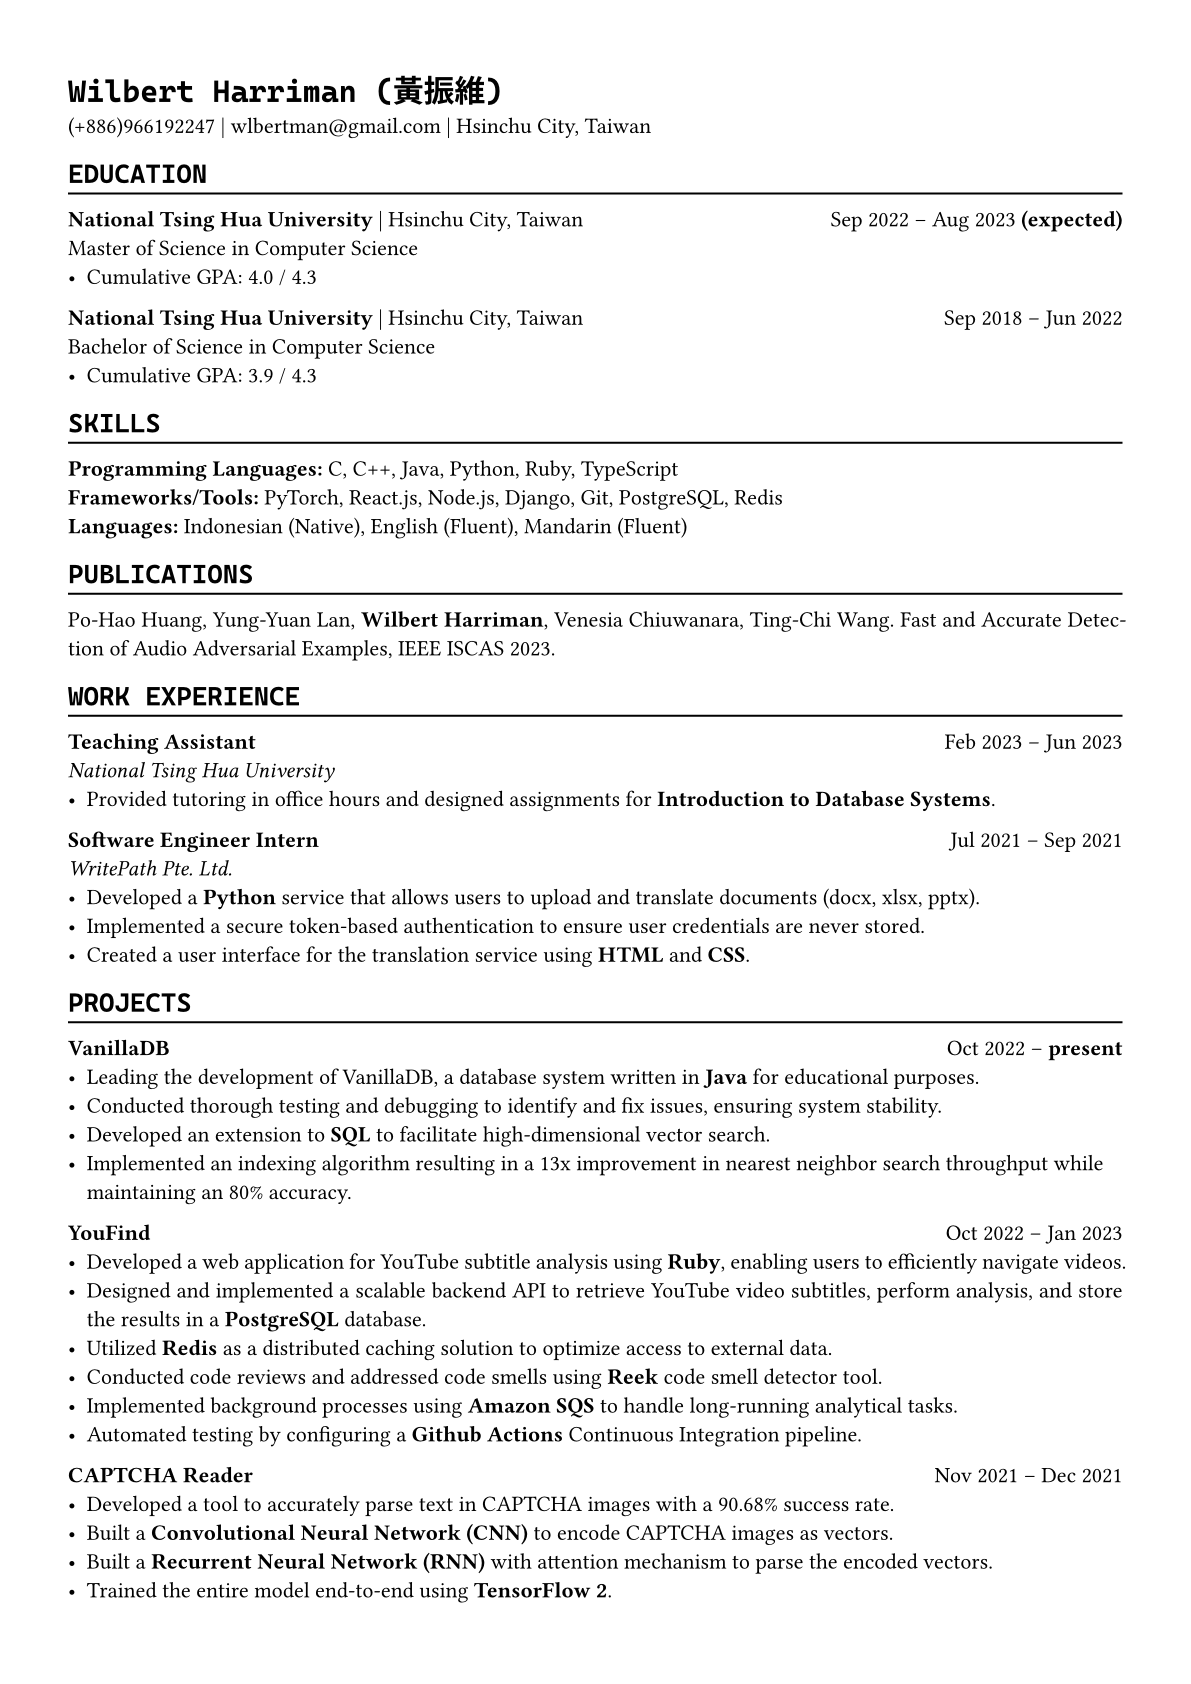 Wilbert Harriman (黃振維)
(+886)966192247 | wlbertman@gmail.com | Hsinchu City, Taiwan
EDUCATION
National Tsing Hua University | Hsinchu City, Taiwan Sep 2022 – Aug 2023 (expected)
Master of Science in Computer Science
• Cumulative GPA: 4.0 / 4.3
National Tsing Hua University | Hsinchu City, Taiwan Sep 2018 – Jun 2022
Bachelor of Science in Computer Science
• Cumulative GPA: 3.9 / 4.3
SKILLS
Programming Languages: C, C++, Java, Python, Ruby, TypeScript
Frameworks/Tools: PyTorch, React.js, Node.js, Django, Git, PostgreSQL, Redis
Languages: Indonesian (Native), English (Fluent), Mandarin (Fluent)
PUBLICATIONS
Po-Hao Huang, Yung-Yuan Lan, Wilbert Harriman, Venesia Chiuwanara, Ting-Chi Wang. Fast and Accurate Detec-
tion of Audio Adversarial Examples, IEEE ISCAS 2023.
WORK EXPERIENCE
Teaching Assistant Feb 2023 – Jun 2023
National Tsing Hua University
• Provided tutoring in office hours and designed assignments for Introduction to Database Systems.
Software Engineer Intern Jul 2021 – Sep 2021
WritePath Pte. Ltd.
• Developed a Python service that allows users to upload and translate documents (docx, xlsx, pptx).
• Implemented a secure token-based authentication to ensure user credentials are never stored.
• Created a user interface for the translation service using HTML and CSS.
PROJECTS
VanillaDB Oct 2022 – present
• Leading the development of VanillaDB, a database system written in Java for educational purposes.
• Conducted thorough testing and debugging to identify and fix issues, ensuring system stability.
• Developed an extension to SQL to facilitate high-dimensional vector search.
• Implemented an indexing algorithm resulting in a 13x improvement in nearest neighbor search throughput while
maintaining an 80% accuracy.
YouFind Oct 2022 – Jan 2023
• Developed a web application for YouTube subtitle analysis using Ruby, enabling users to efficiently navigate videos.
• Designed and implemented a scalable backend API to retrieve YouTube video subtitles, perform analysis, and store
the results in a PostgreSQL database.
• Utilized Redis as a distributed caching solution to optimize access to external data.
• Conducted code reviews and addressed code smells using Reek code smell detector tool.
• Implemented background processes using Amazon SQS to handle long-running analytical tasks.
• Automated testing by configuring a Github Actions Continuous Integration pipeline.
CAPTCHA Reader Nov 2021 – Dec 2021
• Developed a tool to accurately parse text in CAPTCHA images with a 90.68% success rate.
• Built a Convolutional Neural Network (CNN) to encode CAPTCHA images as vectors.
• Built a Recurrent Neural Network (RNN) with attention mechanism to parse the encoded vectors.
• Trained the entire model end-to-end using TensorFlow 2.